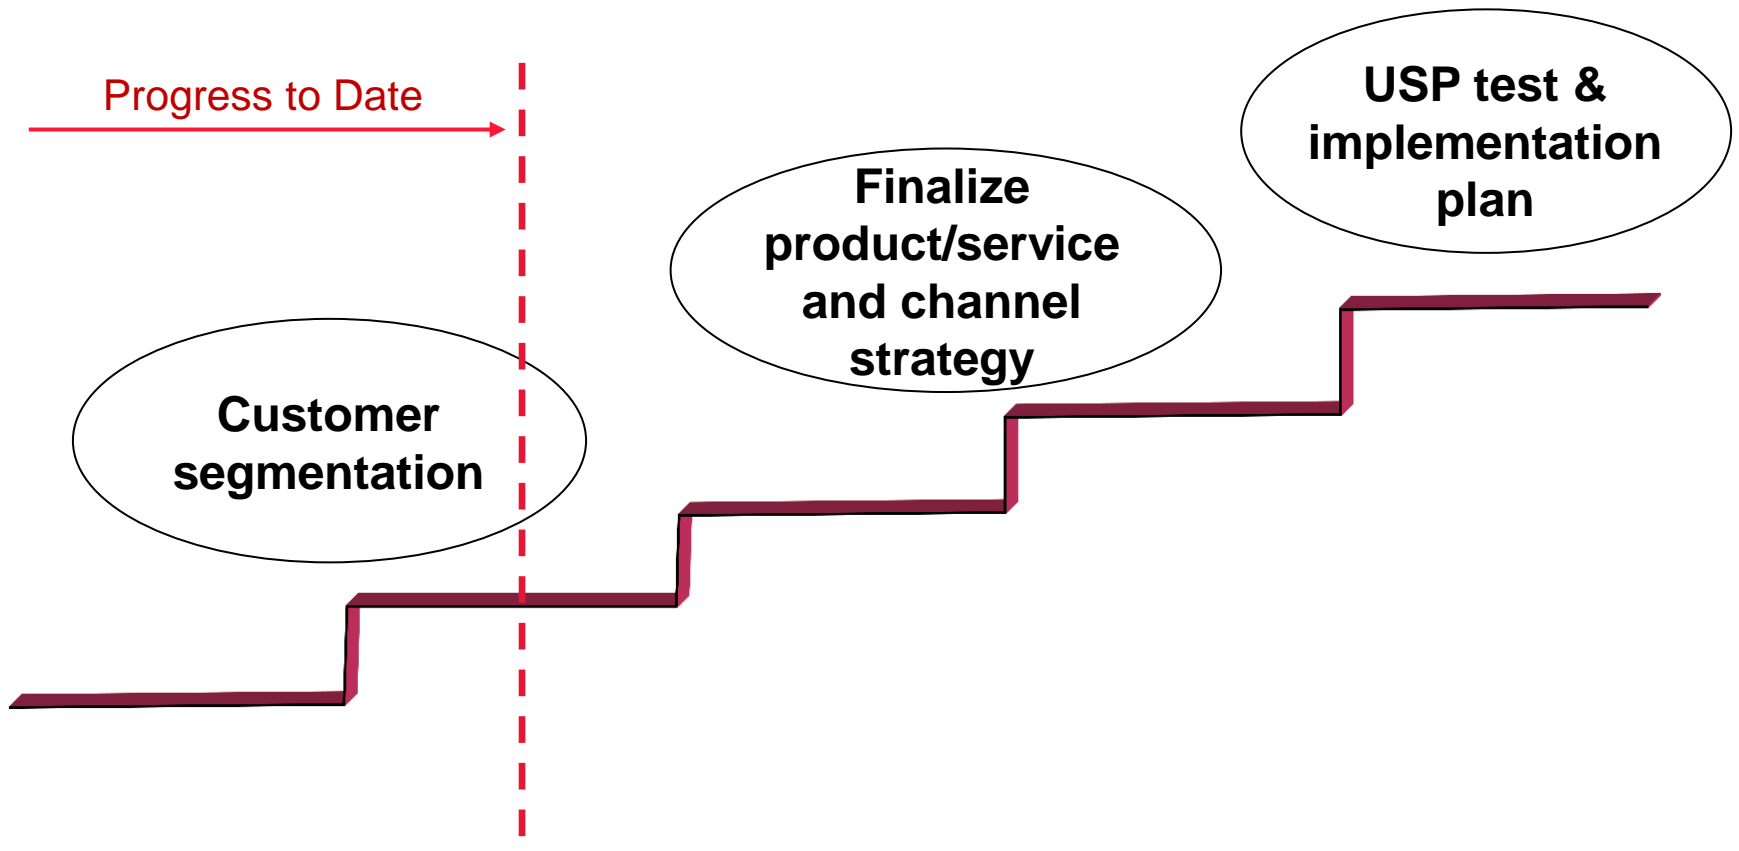 Progress to Date
USP test &
implementation
plan
Finalize
product/service
and channel
strategy
Customer
segmentation